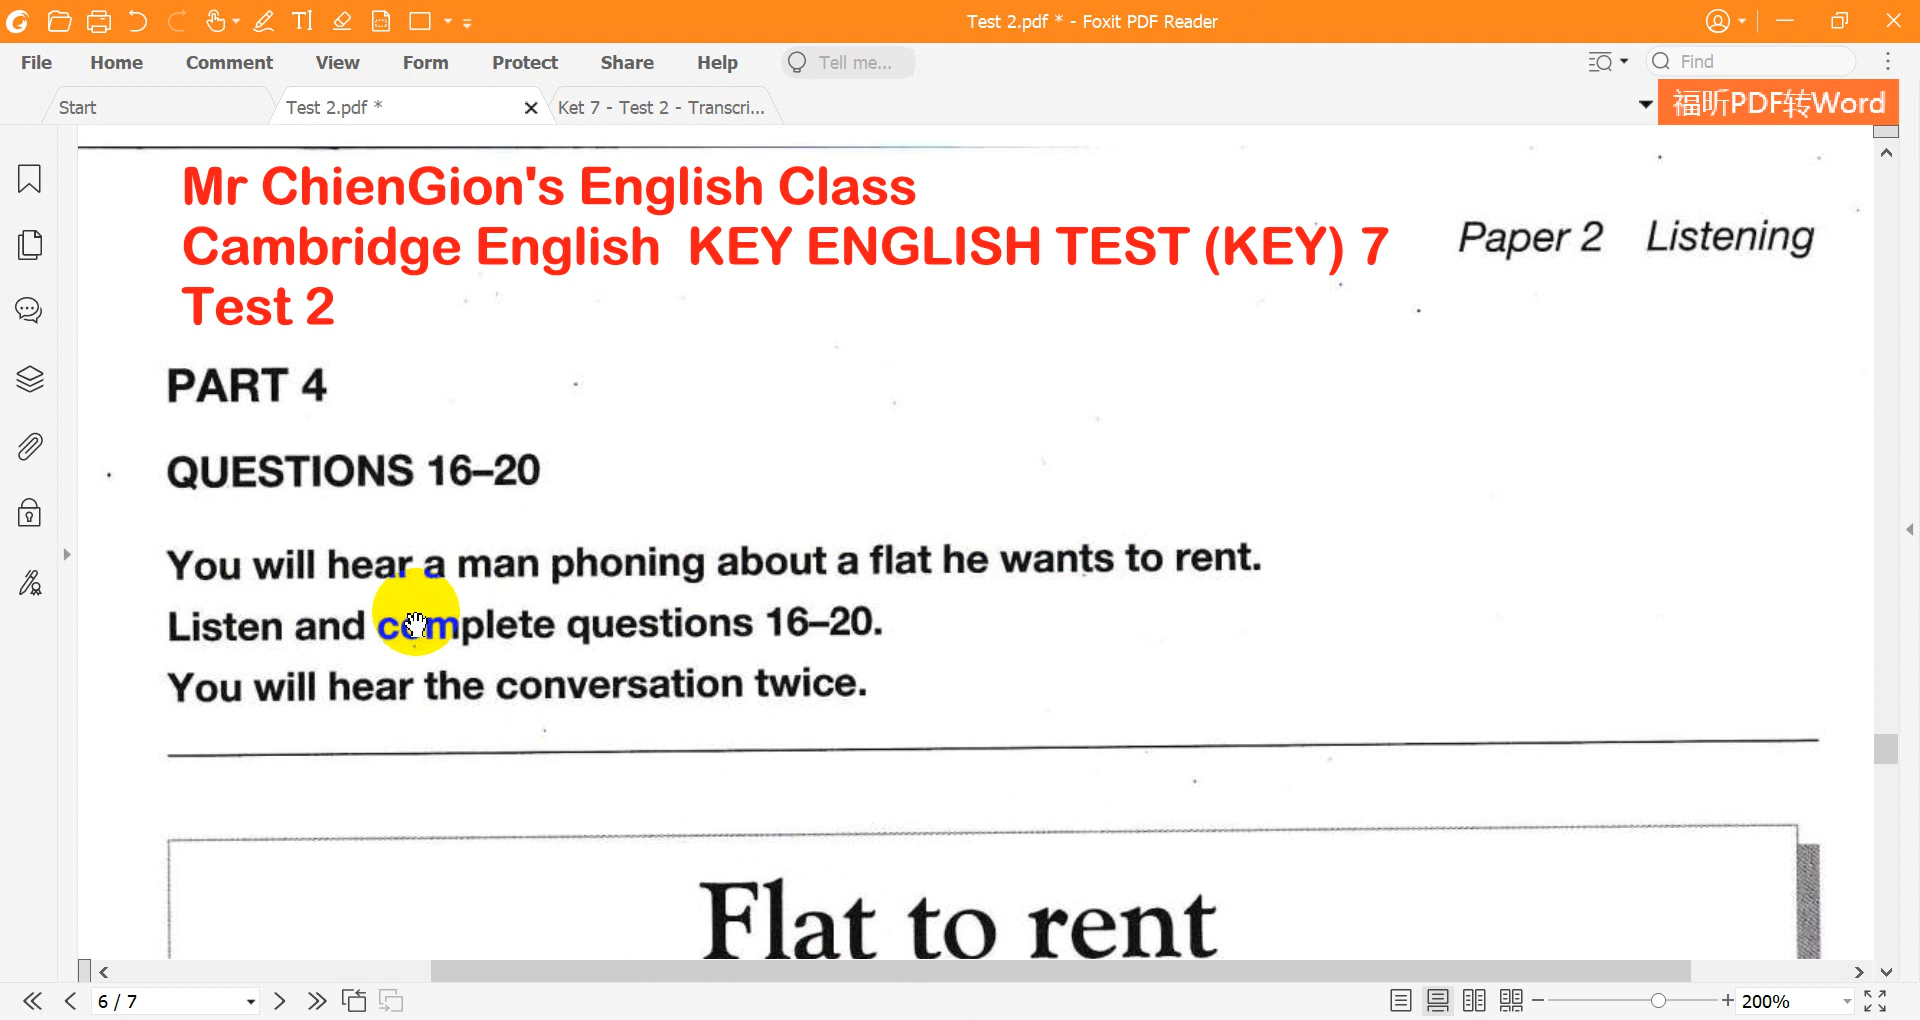 Test 2.pdf * - Foxit PDF Reader
File Home Comment View Form Protect Share Help Tell me... Find
Start Test 2.pdf * Ket 7 - Test 2 - Transcri... 福昕PDF转Word
Mr ChienGion's English Class
Cambridge English KEY ENGLISH TEST (KEY) 7
Paper 2 Listening
Test 2
PART 4
QUESTIONS 16–20
You will hear a man phoning about a flat he wants to rent.
Listen and complete questions 16–20.
You will hear the conversation twice.
Flat to rent
6 / 7 200%